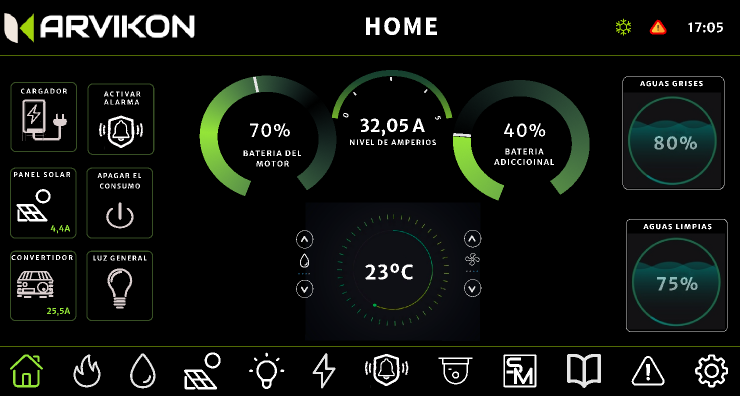 ARVIKON
HOME
17:05
CARGADOR
ACTIVAR
ALARMA
PANEL SOLAR
4,4A
APAGAR EL
CONSUMO
CONVERTIDOR
25,5A
LUZ GENERAL
70%
BATERIA DEL
MOTOR
0
5
32,05 A
NIVEL DE AMPERIOS
40%
BATERIA
ADICCIOINAL
23ºC
AGUAS GRISES
80%
AGUAS LIMPIAS
75%
SFM